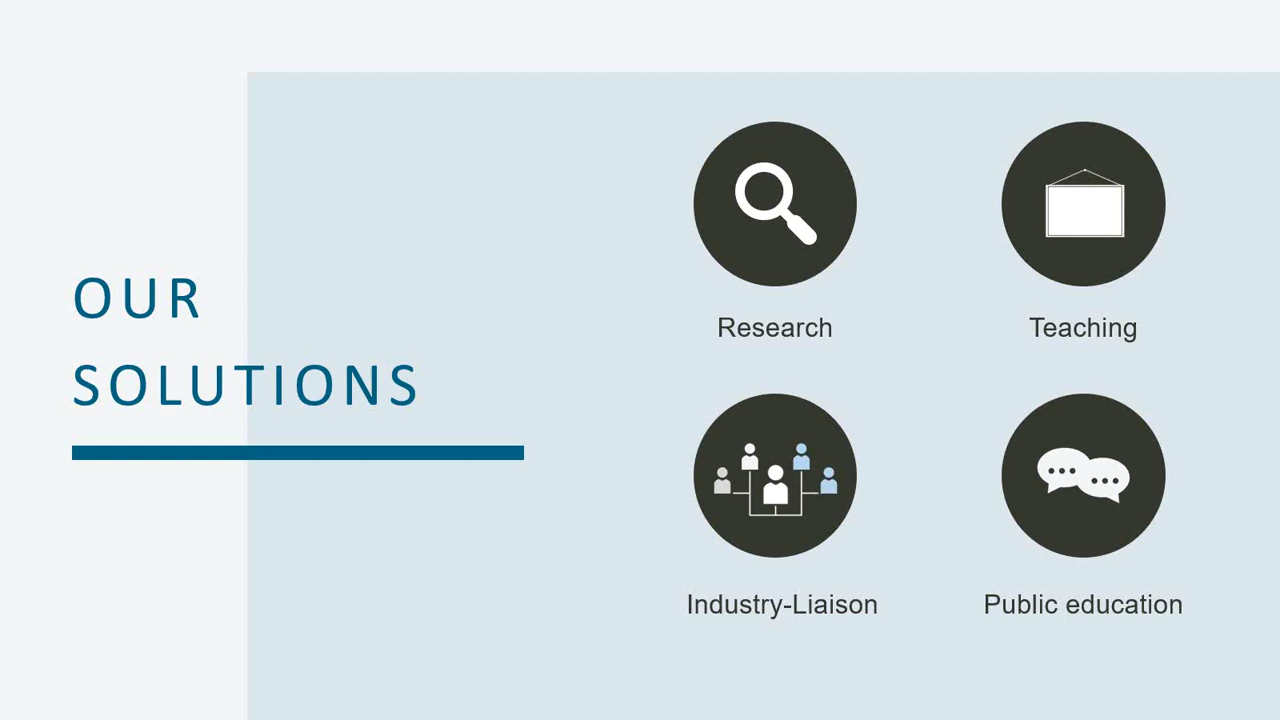 OUR
SOLUTIONS
Research
Teaching
Industry-Liaison
Public education